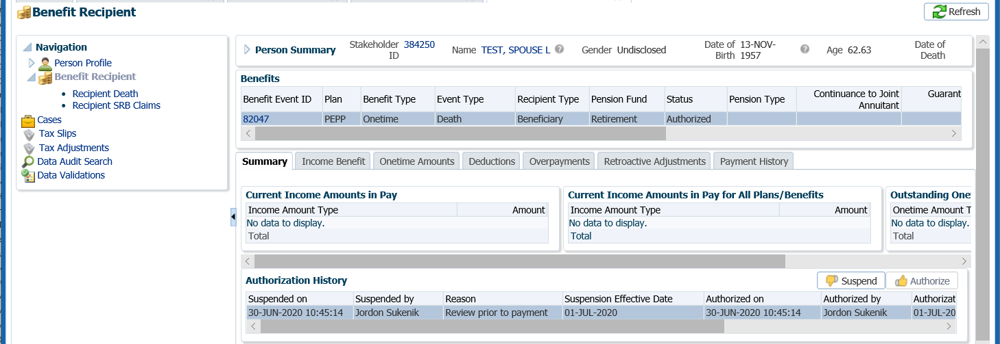 Benefit Recipient
Refresh
Navigation
Person Profile
Benefit Recipient
• Recipient Death
• Recipient SRB Claims
Cases
Tax Slips
Tax Adjustments
Data Audit Search
Data Validations
Person Summary Stakeholder ID 384250 Name TEST, SPOUSE L Gender Undisclosed Date of Birth 13-NOV-1957 Age 62.63 Date of Death
Benefits
Benefit Event ID Plan Benefit Type Event Type Recipient Type Pension Fund Status Pension Type Continuance to Joint Annuitant Guarant
82047 PEPP Onetime Death Beneficiary Retirement Authorized
Summary Income Benefit Onetime Amounts Deductions Overpayments Retroactive Adjustments Payment History
Current Income Amounts in Pay
Income Amount Type Amount
No data to display.
Total
Current Income Amounts in Pay for All Plans/Benefits
Income Amount Type Amount
No data to display.
Total
Outstanding Onet
Onetime Amount T
No data to display.
Total
Authorization History
Suspend Authorize
Suspended on Suspended by Reason Suspension Effective Date Authorized on Authorized by Authorizat
30-JUN-2020 10:45:14 Jordon Sukenik Review prior to payment 01-JUL-2020 30-JUN-2020 10:45:14 Jordon Sukenik 01-JUL-20